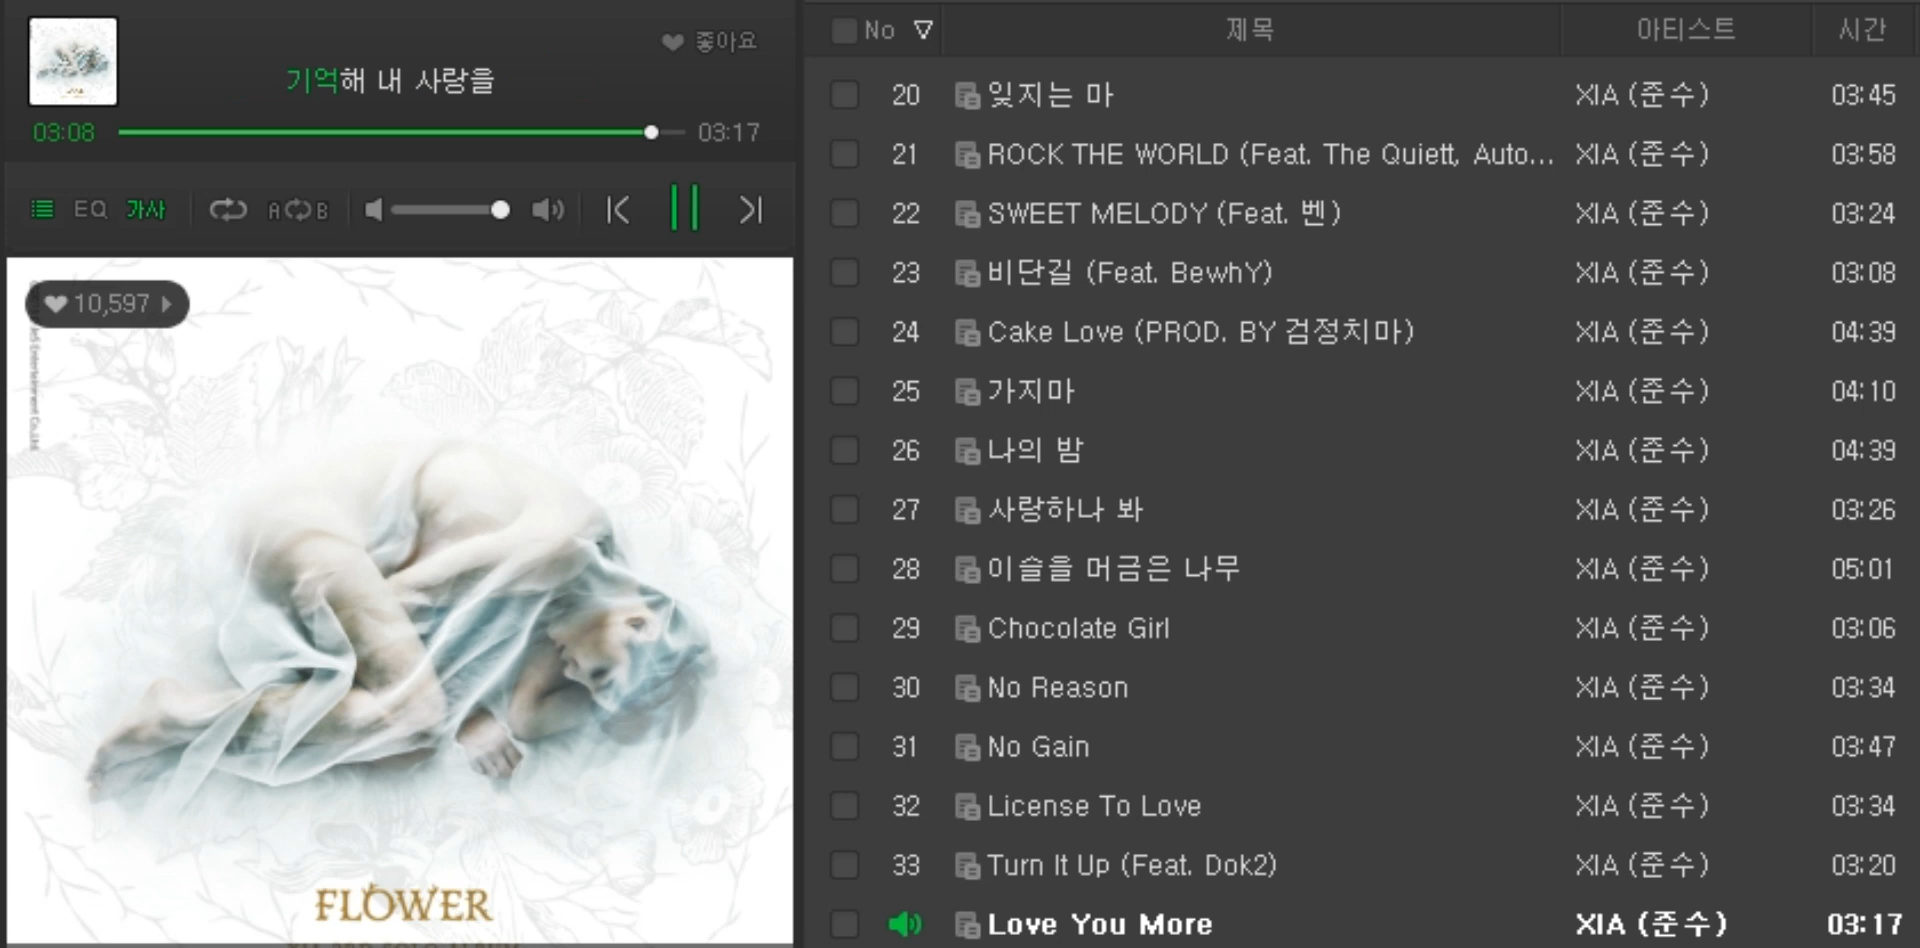 좋아요
기억해 내 사랑을
03:08 03:17
EQ 가사 A B
10,597
FLOWER
No 제목 아티스트 시간
20 잊지는 마 XIA (준수) 03:45
21 ROCK THE WORLD (Feat. The Quiett, Auto... XIA (준수) 03:58
22 SWEET MELODY (Feat. 벤) XIA (준수) 03:24
23 비단길 (Feat. BewhY) XIA (준수) 03:08
24 Cake Love (PROD. BY 검정치마) XIA (준수) 04:39
25 가지마 XIA (준수) 04:10
26 나의 밤 XIA (준수) 04:39
27 사랑하나 봐 XIA (준수) 03:26
28 이슬을 머금은 나무 XIA (준수) 05:01
29 Chocolate Girl XIA (준수) 03:06
30 No Reason XIA (준수) 03:34
31 No Gain XIA (준수) 03:47
32 License To Love XIA (준수) 03:34
33 Turn It Up (Feat. Dok2) XIA (준수) 03:20
Love You More XIA (준수) 03:17